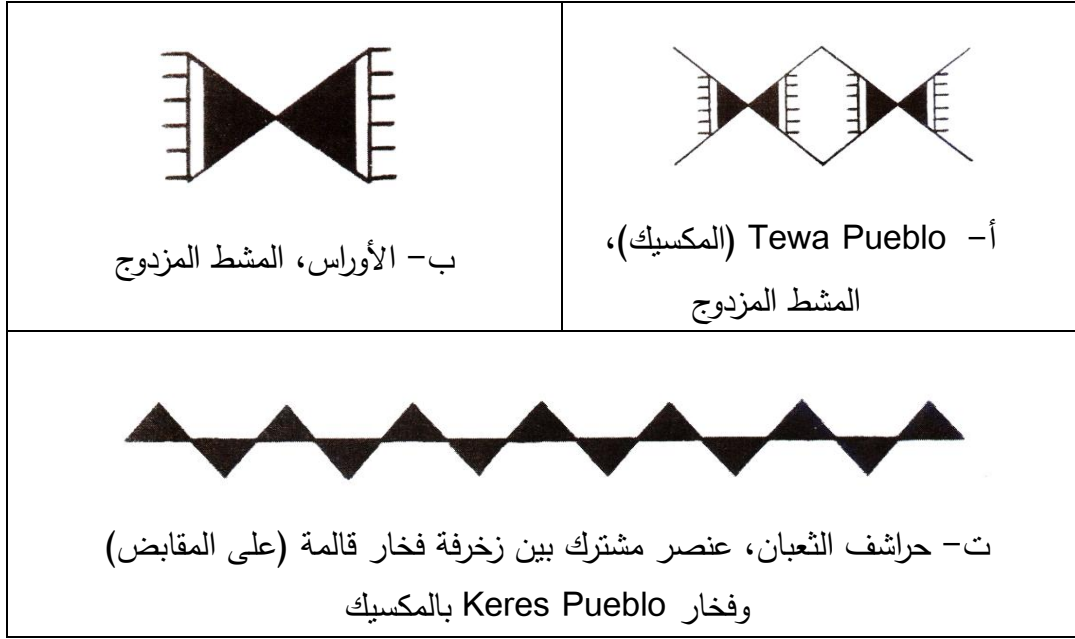 أ– Tewa Pueblo (المكسيك)،
المشط المزدوج
ب– الأوراس، المشط المزدوج
ت– حراشف الثعبان، عنصر مشترك بين زخرفة فخار قالمة (على المقابض)
وفخار Keres Pueblo بالمكسيك